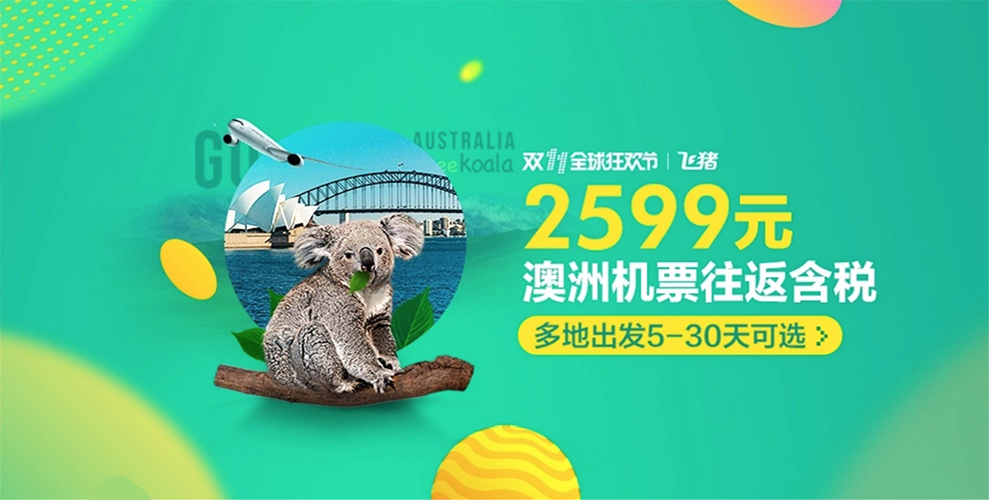 AUSTRALIA
koala
双11全球狂欢节 | 飞猪
2599元
澳洲机票往返含税
多地出发5-30天可选 >